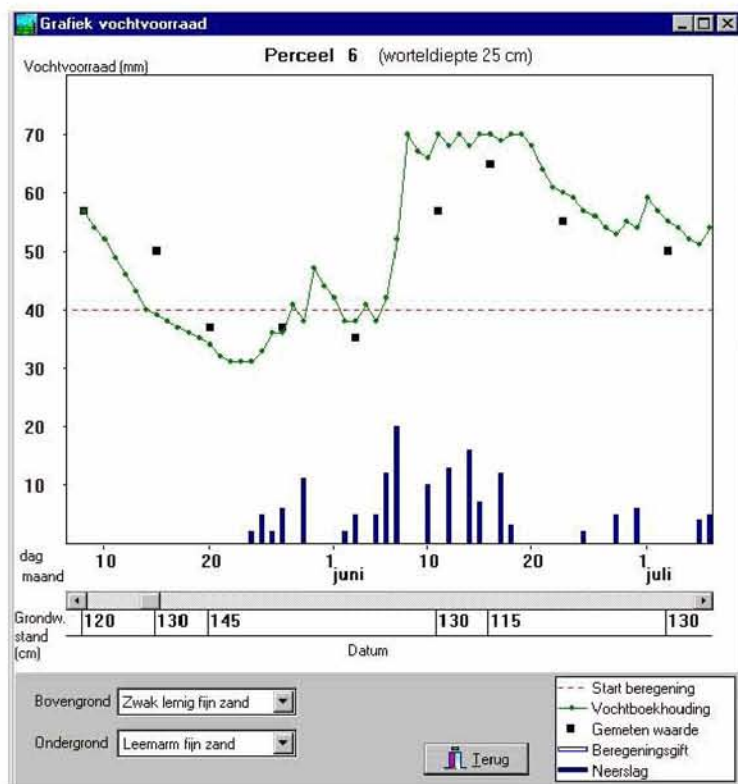 Grafiek vochtvoorraad
Perceel 6 (worteldiepte 25 cm)
Vochtvoorraad (mm)
70
60
50
40
30
20
10
dag 10 20 1 10 20 1
maand juni juli
Grondw. 120 130 145 130 115 130
stand
(cm)
Datum
Bovengrond Zwak lemig fijn zand
Ondergrond Leemarm fijn zand
Terug
Start beregening
Vochtboekhouding
Gemeten waarde
Beregeningsgift
Neerslag